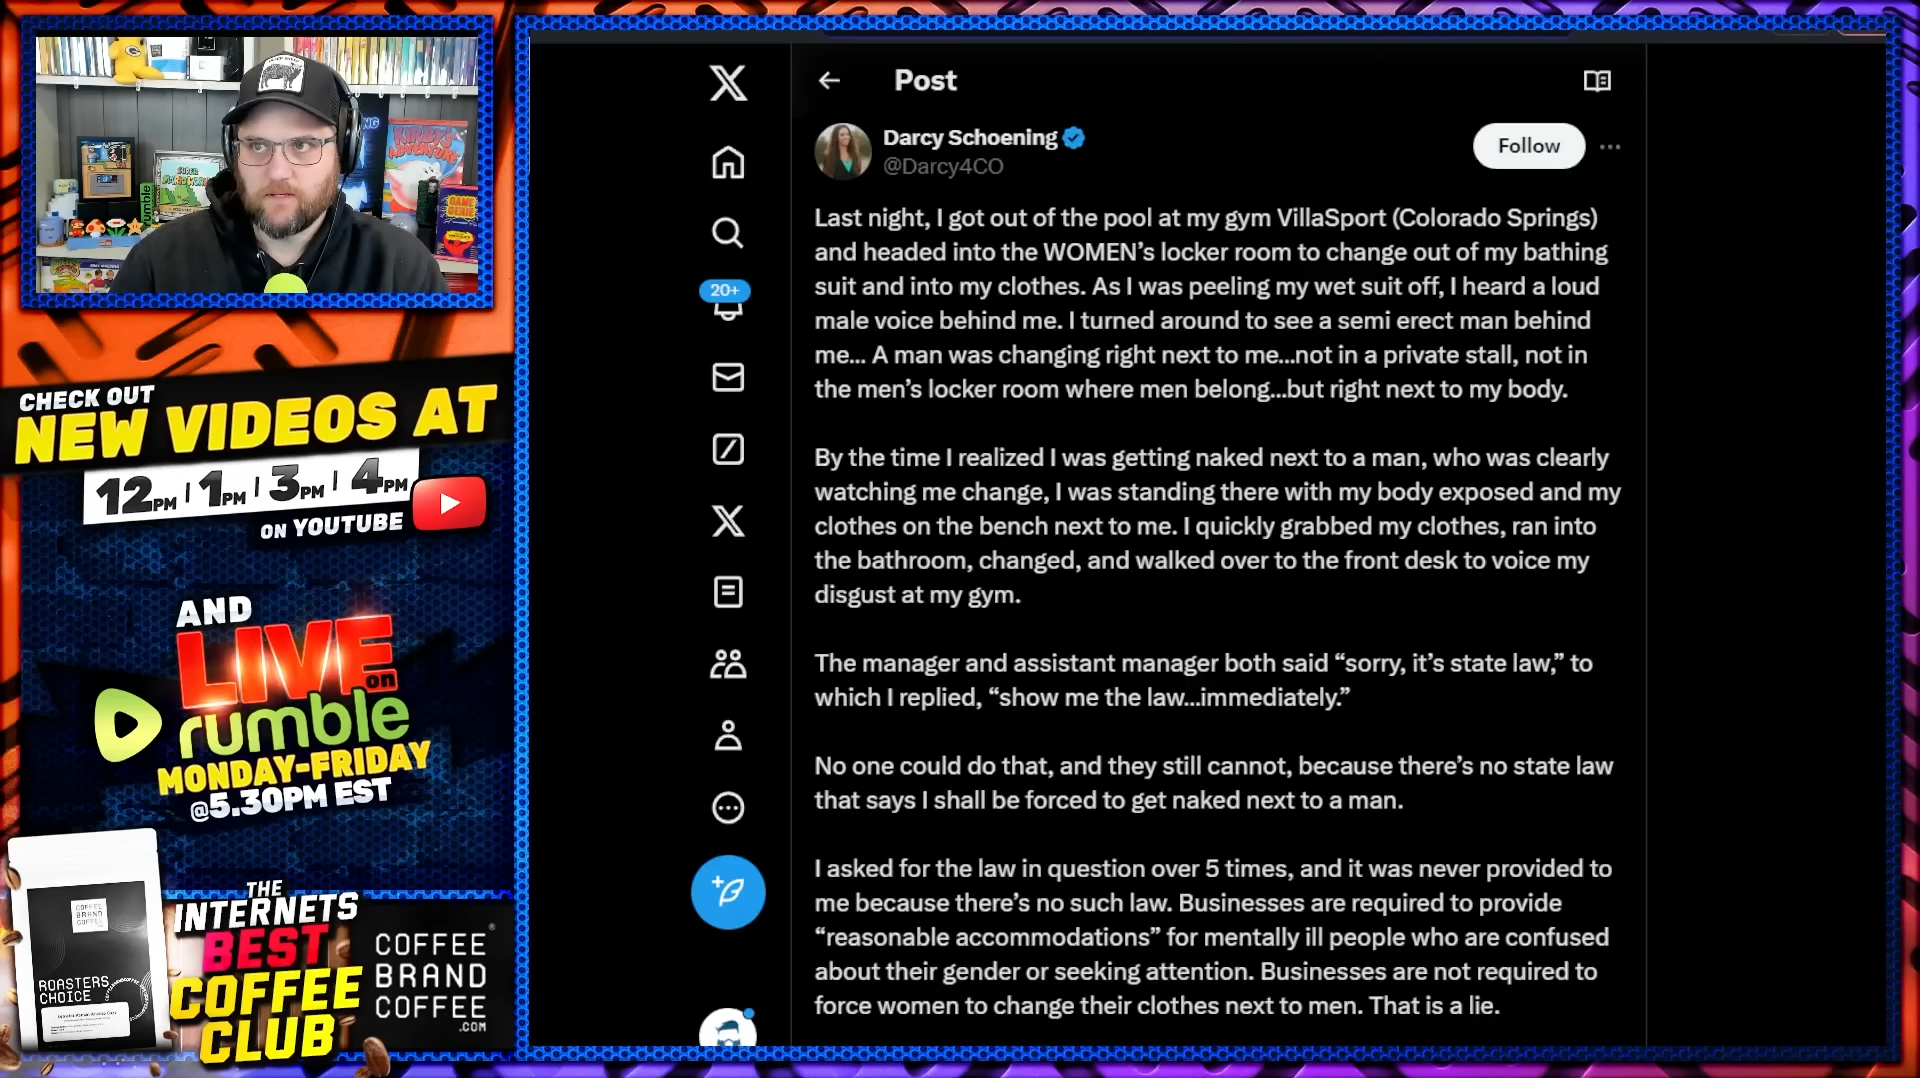 KIRBY'S
ADVENTURE
SUPER
GAME
GENIE
rumble
CHECK OUT
NEW VIDEOS AT
12PM | 1PM | 3PM | 4PM
ON YOUTUBE
AND
LIVE on
rumble
MONDAY-FRIDAY
@5.30PM EST
THE
INTERNETS
BEST
COFFEE
CLUB
COFFEE
BRAND
COFFEE
.COM
COFFEE
BRAND
COFFEE
ROASTERS
CHOICE
Post
Darcy Schoening
@Darcy4CO
Follow
20+
Last night, I got out of the pool at my gym VillaSport (Colorado Springs)
and headed into the WOMEN’s locker room to change out of my bathing
suit and into my clothes. As I was peeling my wet suit off, I heard a loud
male voice behind me. I turned around to see a semi erect man behind
me... A man was changing right next to me...not in a private stall, not in
the men’s locker room where men belong...but right next to my body.
By the time I realized I was getting naked next to a man, who was clearly
watching me change, I was standing there with my body exposed and my
clothes on the bench next to me. I quickly grabbed my clothes, ran into
the bathroom, changed, and walked over to the front desk to voice my
disgust at my gym.
The manager and assistant manager both said “sorry, it’s state law,” to
which I replied, “show me the law...immediately.”
No one could do that, and they still cannot, because there’s no state law
that says I shall be forced to get naked next to a man.
I asked for the law in question over 5 times, and it was never provided to
me because there’s no such law. Businesses are required to provide
“reasonable accommodations” for mentally ill people who are confused
about their gender or seeking attention. Businesses are not required to
force women to change their clothes next to men. That is a lie.